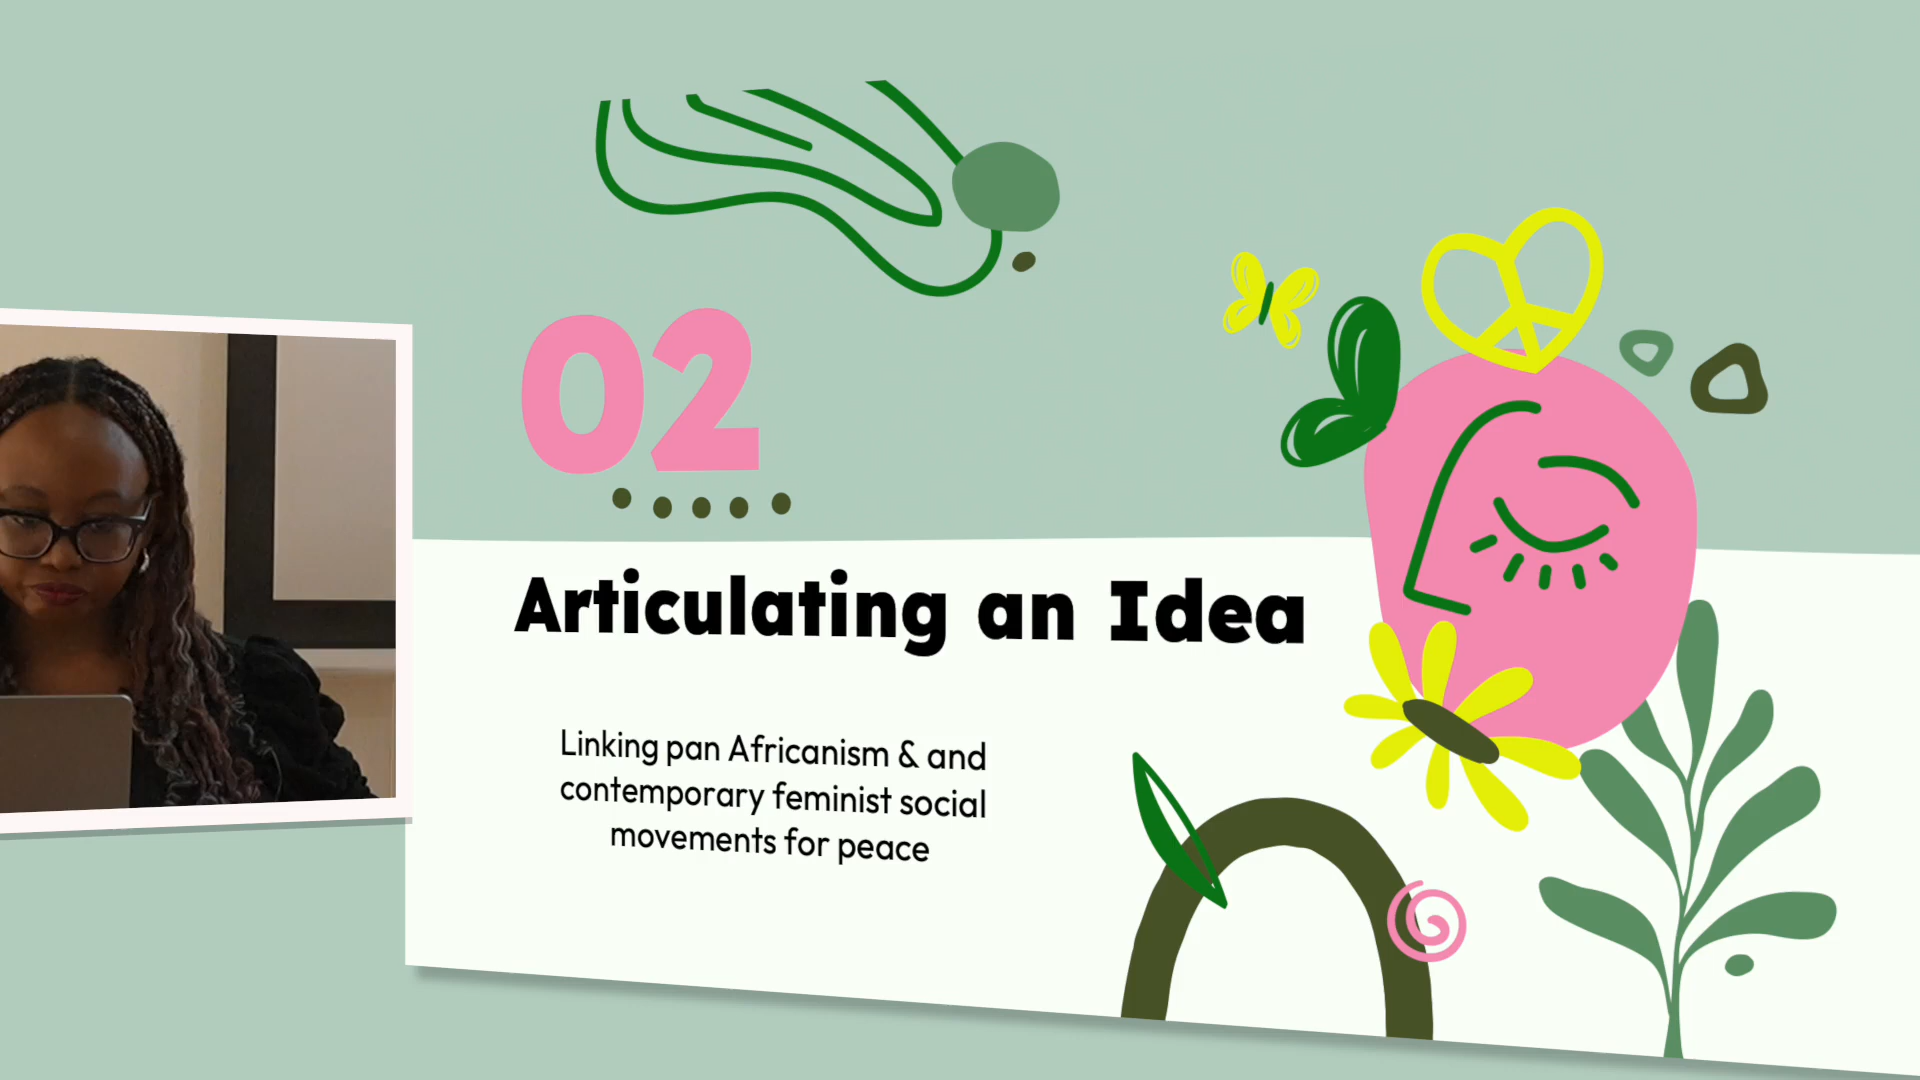 02
Articulating an Idea
Linking pan Africanism & and
contemporary feminist social
movements for peace